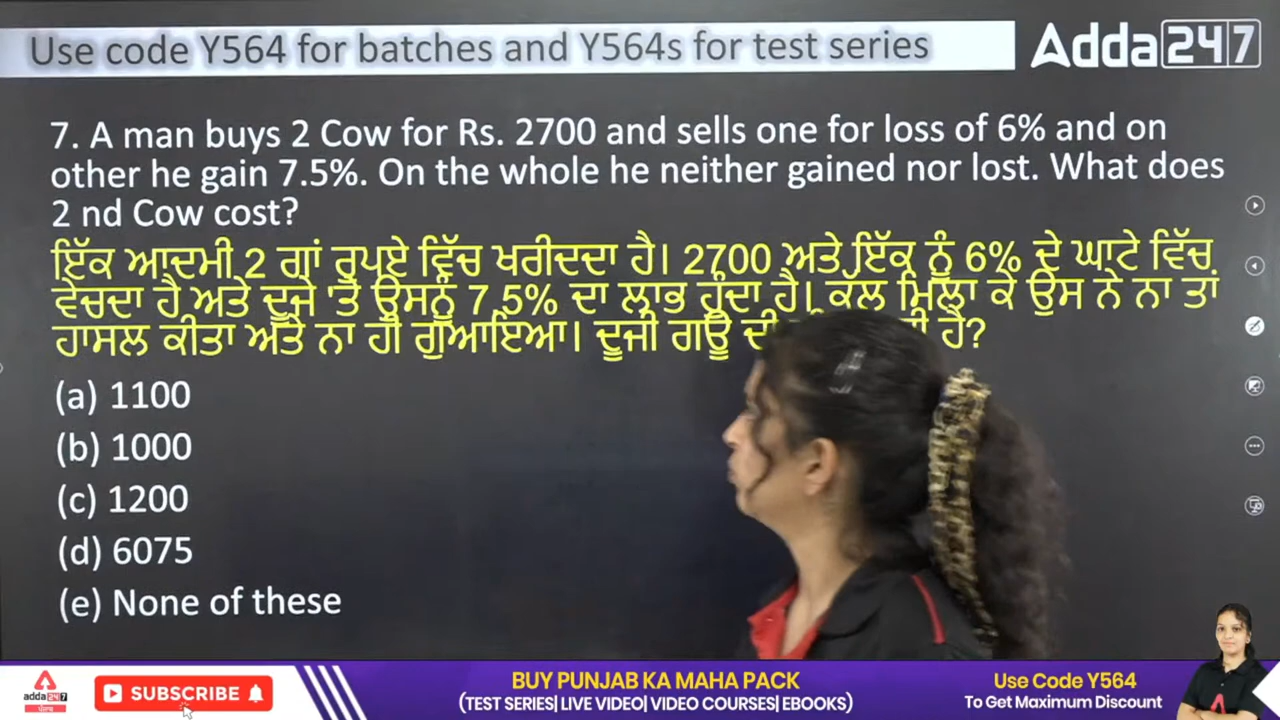 Use code Y564 for batches and Y564s for test series
Adda247
7. A man buys 2 Cow for Rs. 2700 and sells one for loss of 6% and on
other he gain 7.5%. On the whole he neither gained nor lost. What does
2 nd Cow cost?
ਇੱਕ ਆਦਮੀ 2 ਗਾਂ ਰੁਪਏ ਵਿੱਚ ਖਰੀਦਦਾ ਹੈ। 2700 ਅਤੇ ਇੱਕ ਨੂੰ 6% ਦੇ ਘਾਟੇ ਵਿੱਚ
ਵੇਚਦਾ ਹੈ ਅਤੇ ਦੂਜੇ 'ਤੇ ਉਸਨੂੰ 7.5% ਦਾ ਲਾਭ ਹੁੰਦਾ ਹੈ। ਕੁੱਲ ਮਿਲਾ ਕੇ ਉਸ ਨੇ ਨਾ ਤਾਂ
ਹਾਸਲ ਕੀਤਾ ਅਤੇ ਨਾ ਹੀ ਗੁਆਇਆ। ਦੂਜੀ ਗਊ ਦੀ ਹੈ?
(a) 1100
(b) 1000
(c) 1200
(d) 6075
(e) None of these
adda247
ਪੰਜਾਬ
SUBSCRIBE
BUY PUNJAB KA MAHA PACK
(TEST SERIES| LIVE VIDEO| VIDEO COURSES| EBOOKS)
Use Code Y564
To Get Maximum Discount